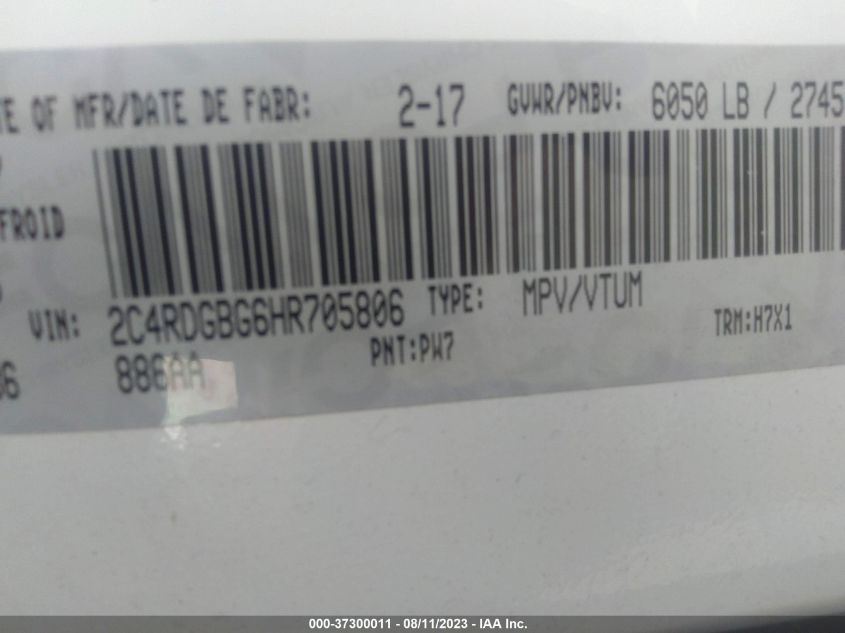 TE OF MFR/DATE DE FABR: 2-17 GVWR/PNBV: 6050 LB / 2745
FROID
VIN: 2C4RDGBG6HR705806 TYPE: MPV/VTUM
886AA PNT:PW7 TRM:H7X1
000-37300011 - 08/11/2023 - IAA Inc.